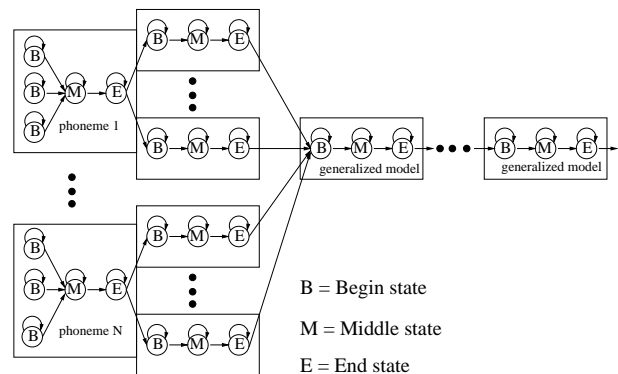 B
B
B
M
E
phoneme 1
B M E
B M E
B M E
generalized model
B M E
generalized model
B
B
B
M
E
phoneme N
B M E
B M E
B = Begin state
M = Middle state
E = End state